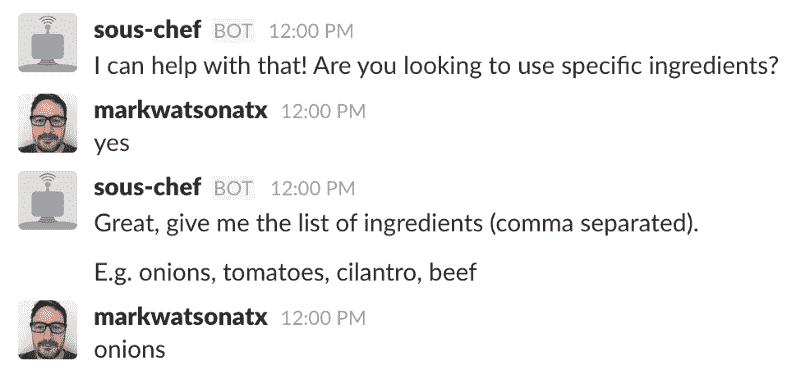 sous-chef BOT 12:00 PM
I can help with that! Are you looking to use specific ingredients?
markwatsonatx 12:00 PM
yes
sous-chef BOT 12:00 PM
Great, give me the list of ingredients (comma separated).
E.g. onions, tomatoes, cilantro, beef
markwatsonatx 12:00 PM
onions